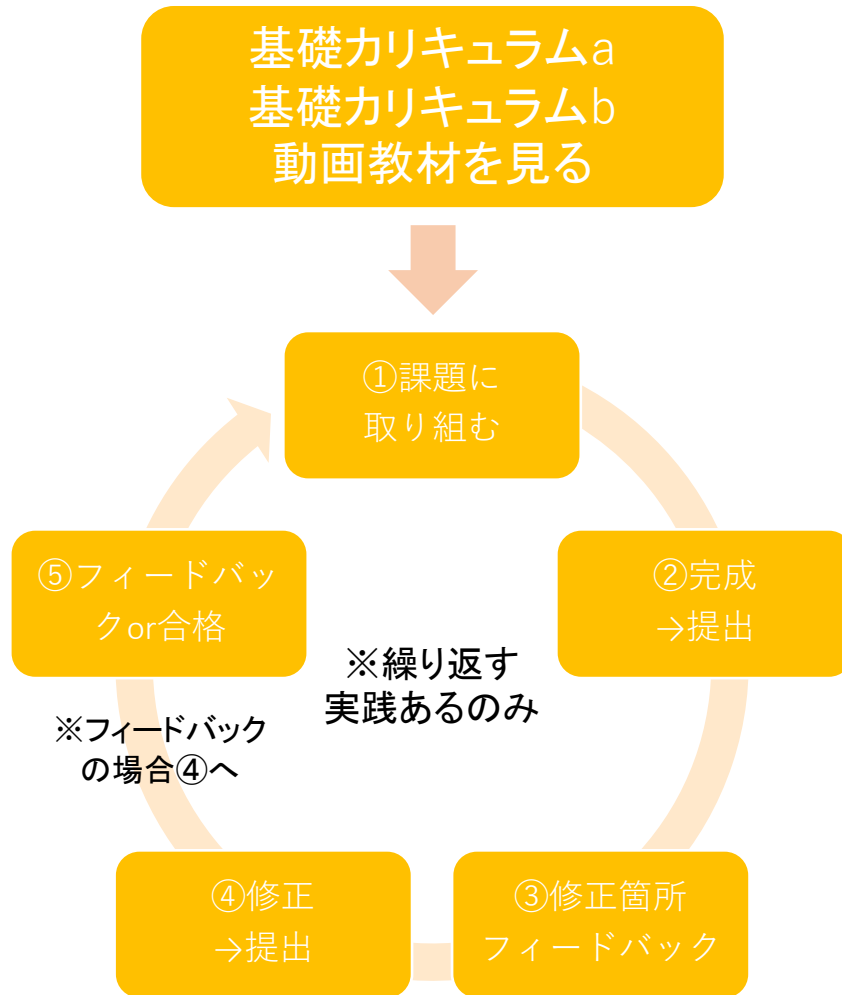 基礎カリキュラムa
基礎カリキュラムb
動画教材を見る
①課題に
取り組む
②完成
→提出
③修正箇所
フィードバック
④修正
→提出
⑤フィードバッ
クor合格
※フィードバック
の場合④へ
※繰り返す
実践あるのみ